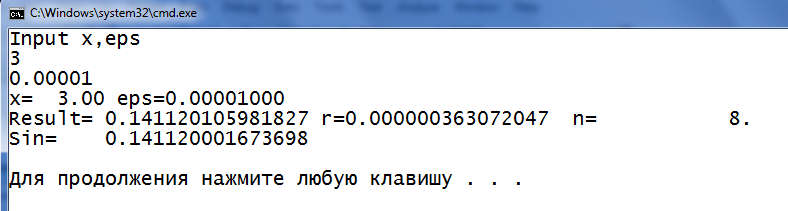 C:\Windows\system32\cmd.exe
Input x,eps
3
0.00001
x=  3.00 eps=0.00001000
Result= 0.141120105981827 r=0.000000363072047  n=           8.
Sin=    0.141120001673698
Для продолжения нажмите любую клавишу . . .